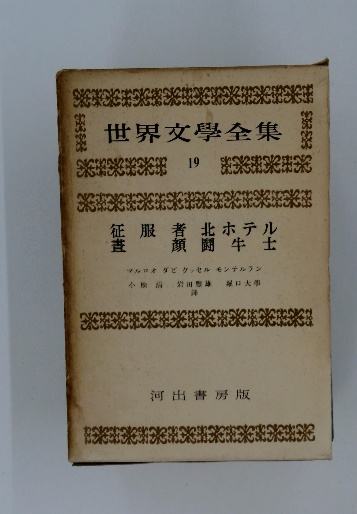 世界文學全集
19
征服者 北ホテル
晝顔 闘牛士
マルロオ ダビ ケッセル モンテルラン
小松清 岩田豊雄 堀口大學
譯
河出書房版